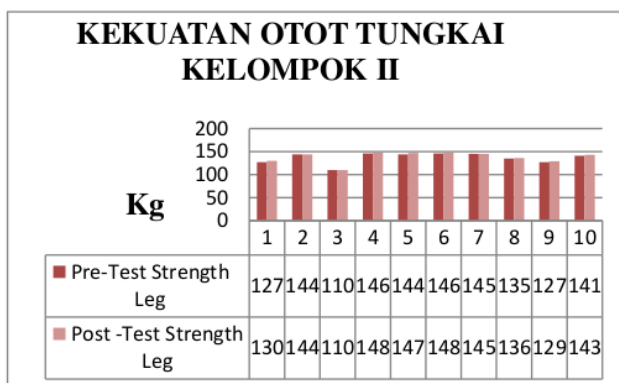 KEKUATAN OTOT TUNGKAI
KELOMPOK II
Kg
200
150
100
50
0
1 2 3 4 5 6 7 8 9 10
Pre-Test Strength
Leg
127 144 110 146 144 146 145 135 127 141
Post -Test Strength
Leg
130 144 110 148 147 148 145 136 129 143